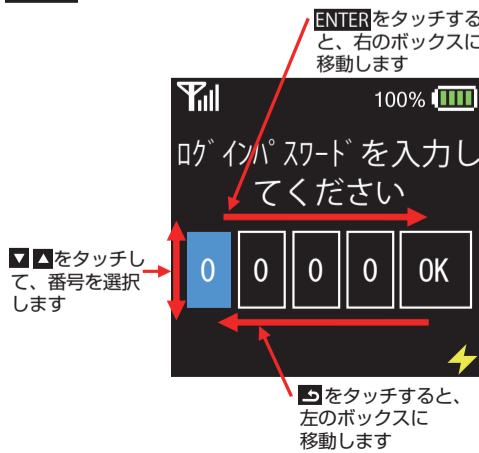 ENTERをタッチする
と、右のボックスに
移動します
100%
ログインパスワードを入力し
てください
▼▲をタッチし
て、番号を選択
します
0 0 0 0 OK
をタッチすると、
左のボックスに
移動します